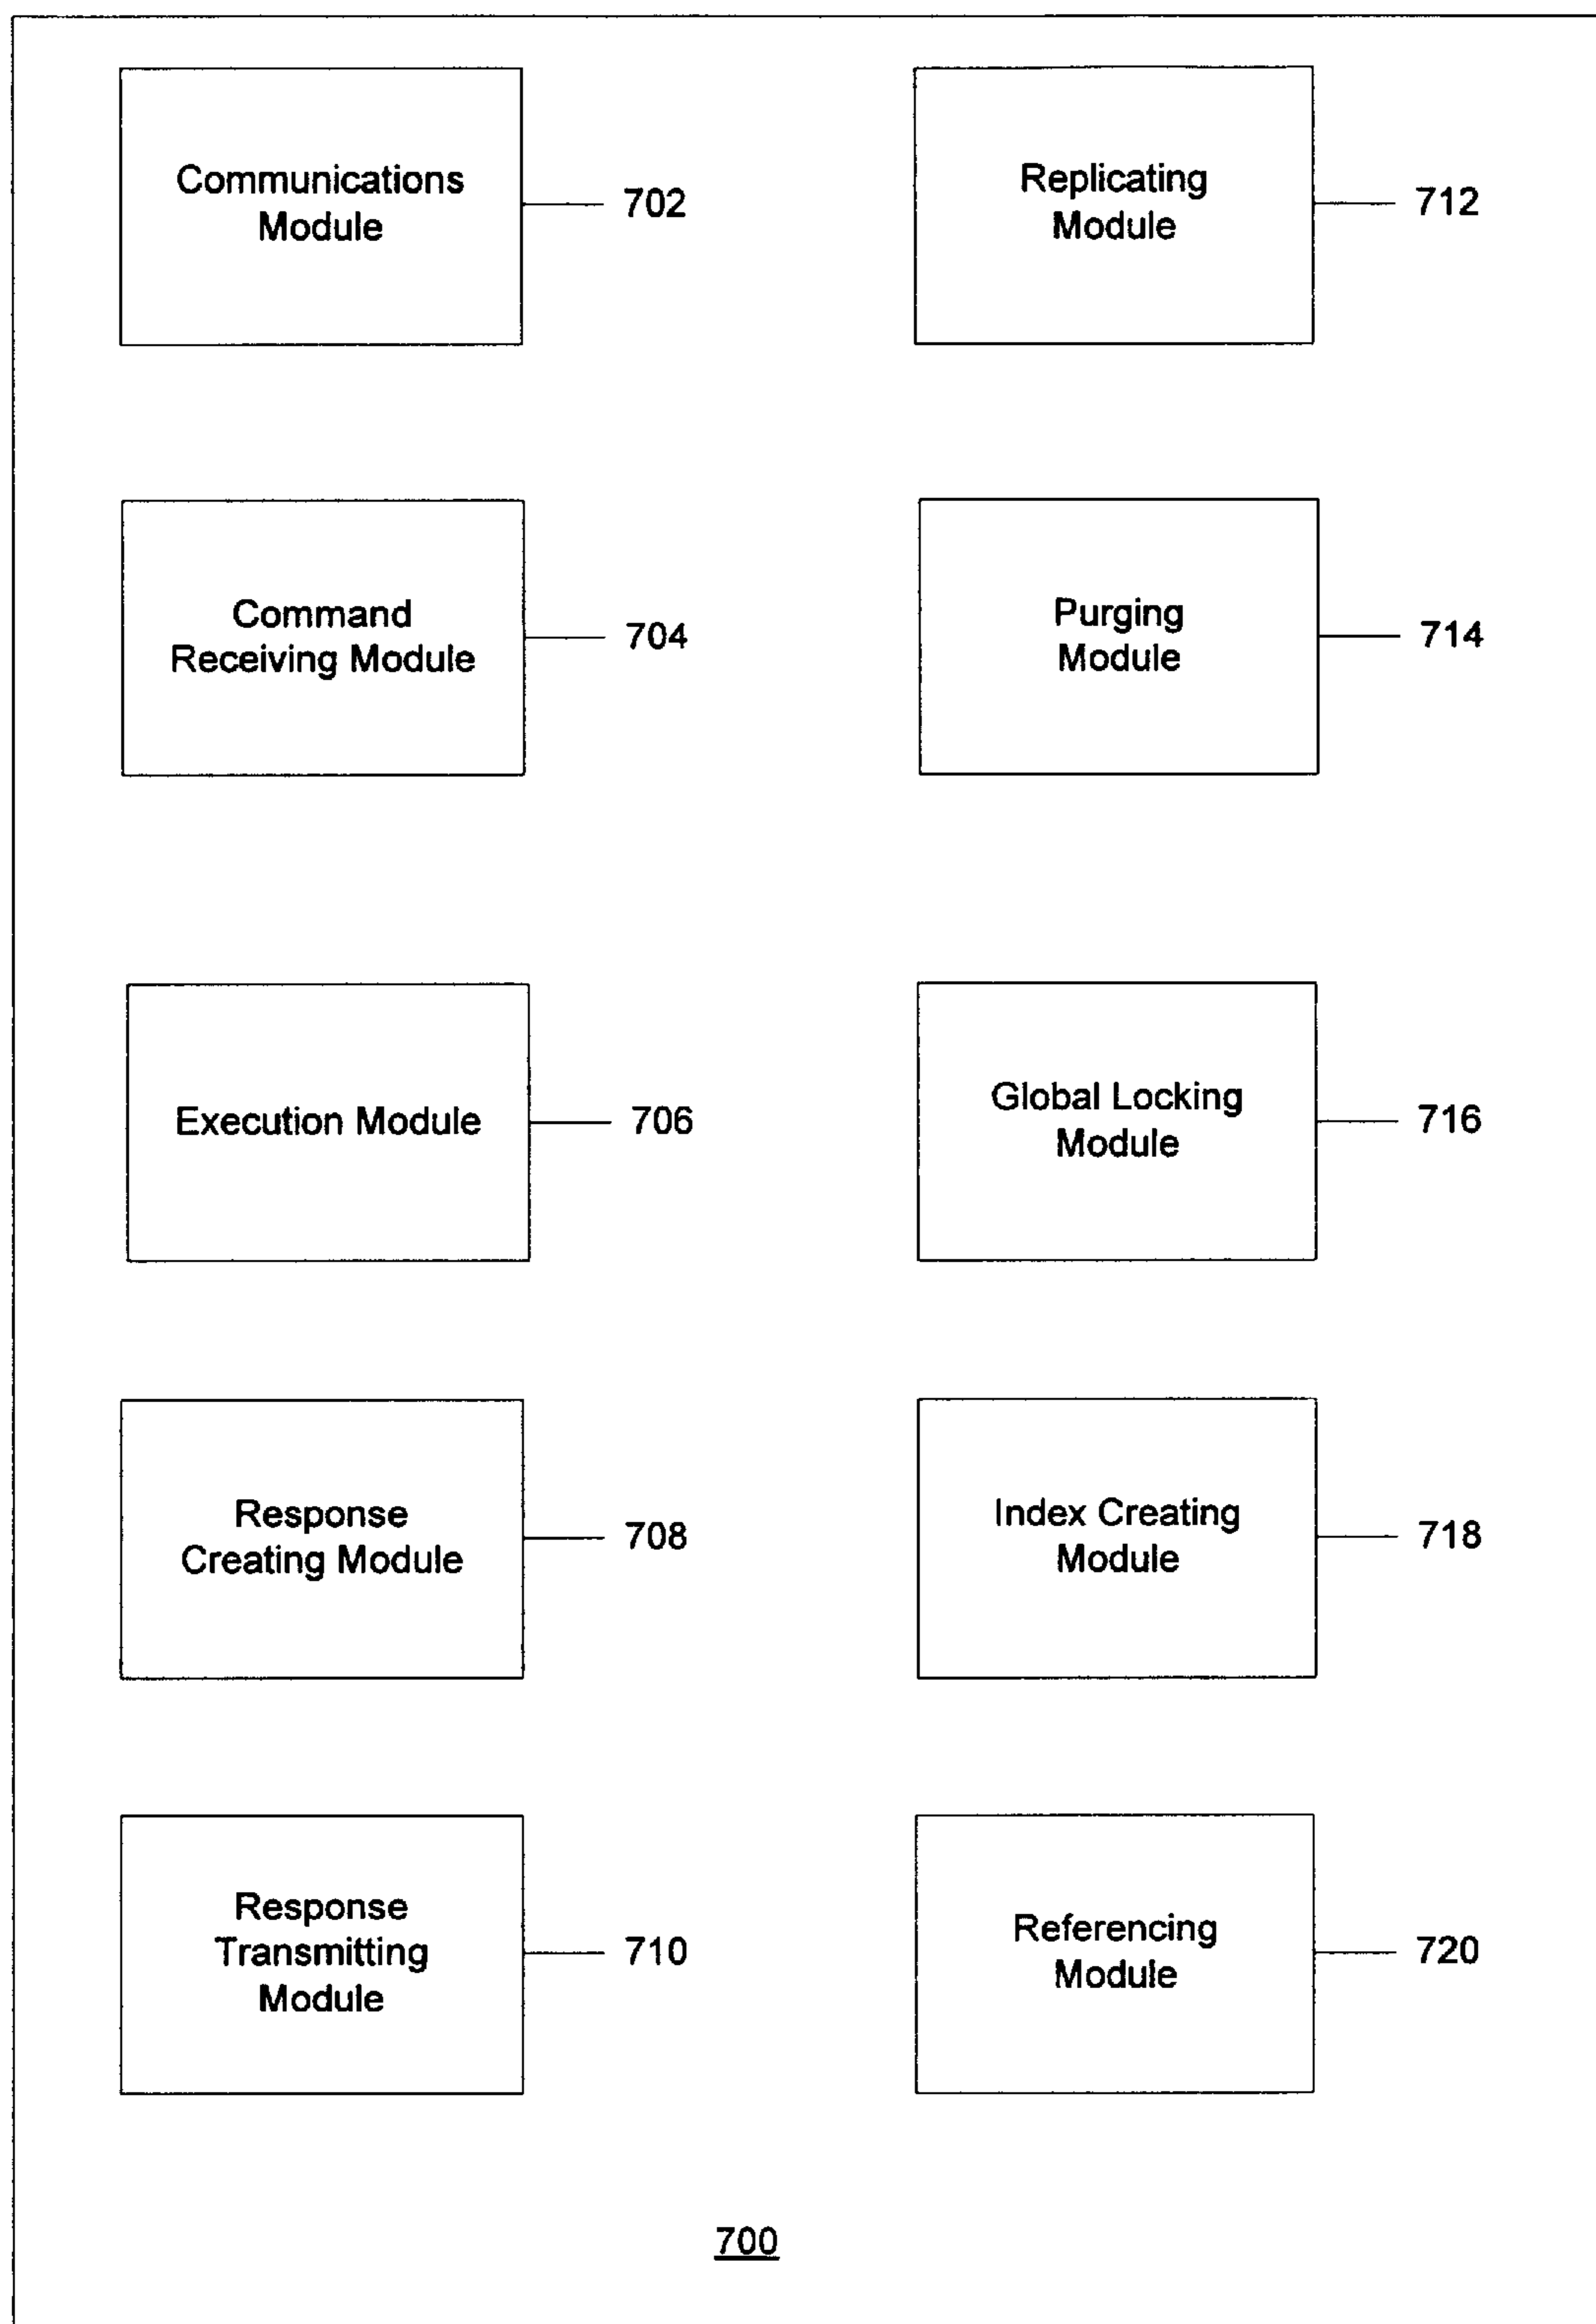 Communications
Module
702
Replicating
Module
712
Command
Receiving Module
704
Purging
Module
714
Execution Module
706
Global Locking
Module
716
Response
Creating Module
708
Index Creating
Module
718
Response
Transmitting
Module
710
Referencing
Module
720
700